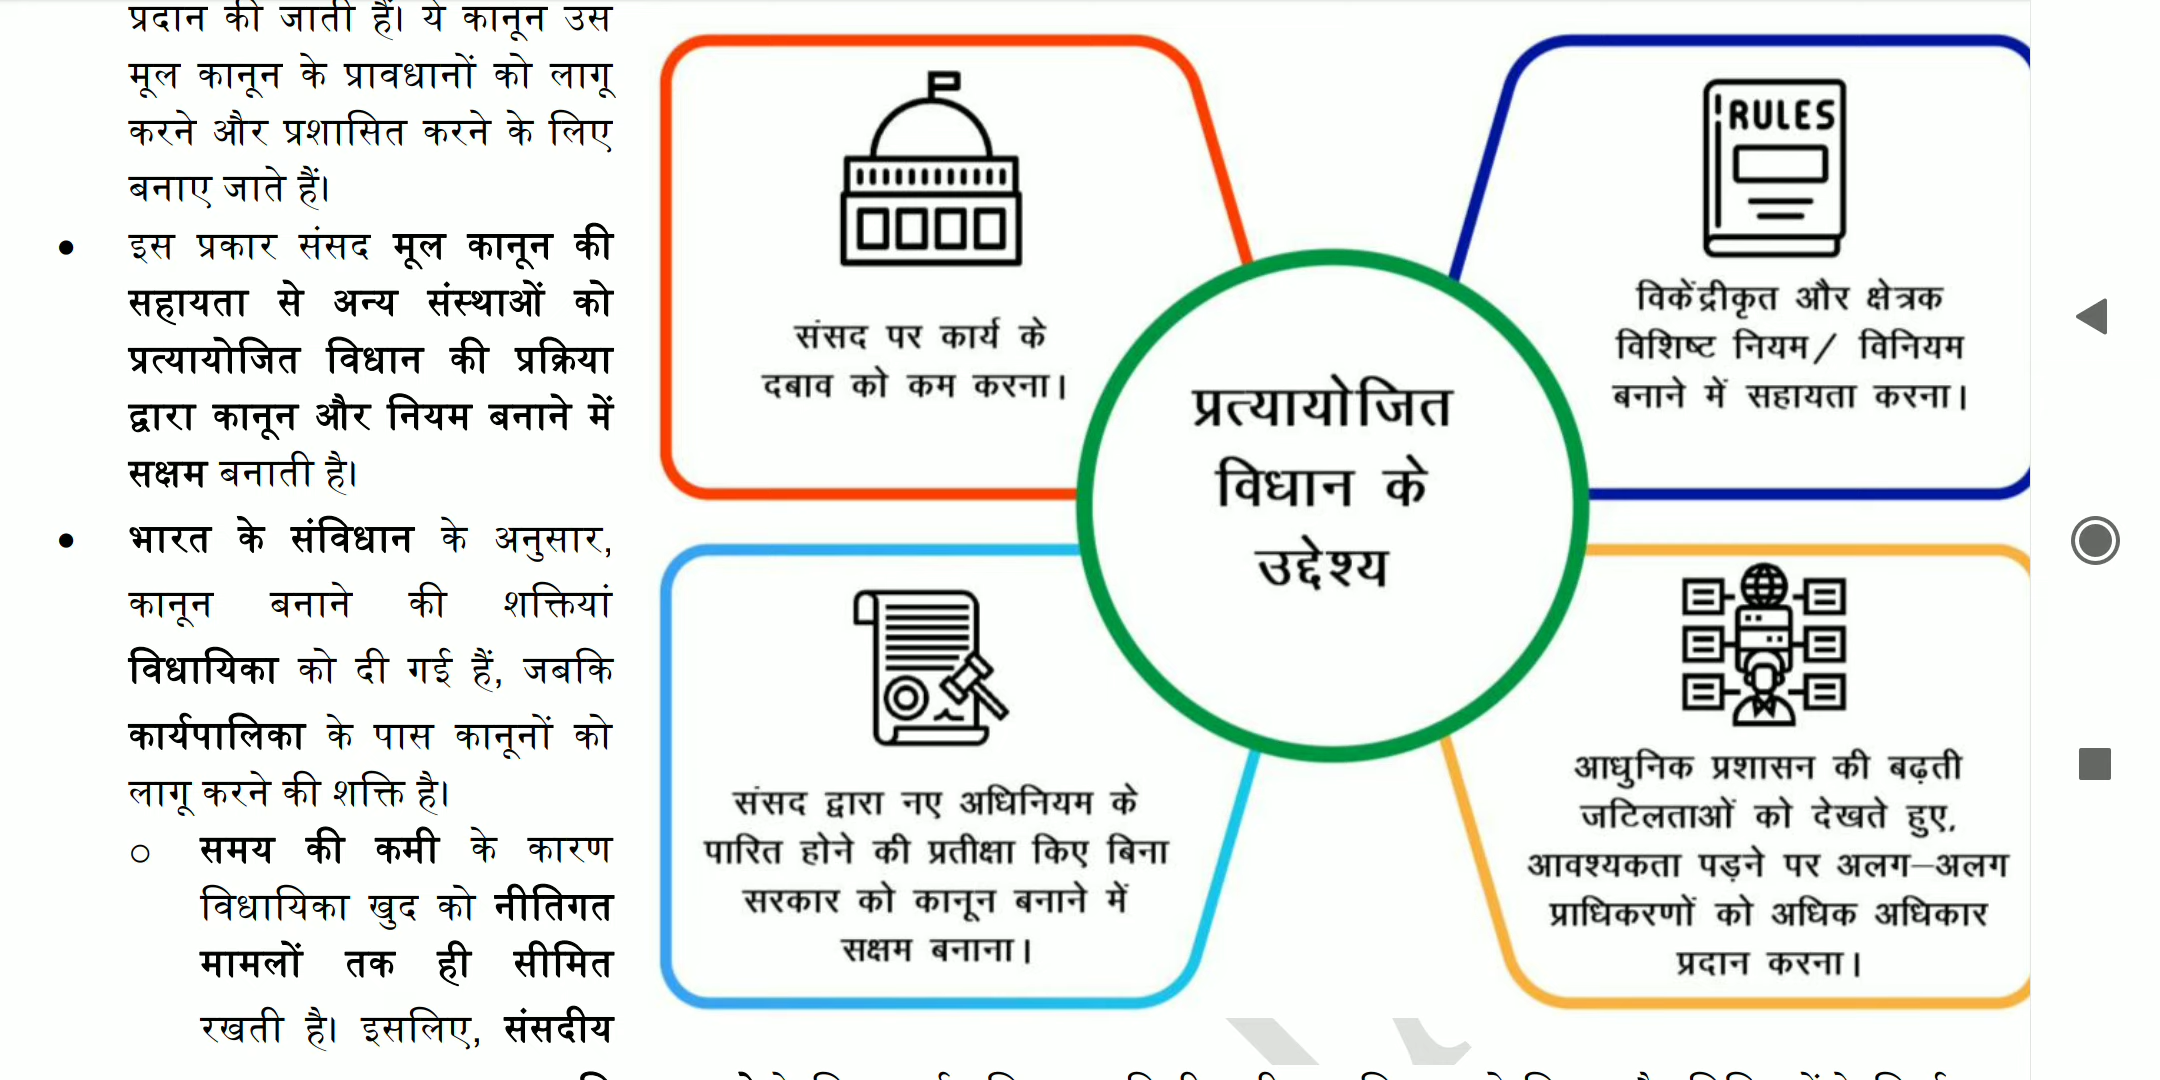 प्रदान की जाती हैं। ये कानून उस
मूल कानून के प्रावधानों को लागू
करने और प्रशासित करने के लिए
बनाए जाते हैं।
● इस प्रकार संसद मूल कानून की
सहायता से अन्य संस्थाओं को
प्रत्यायोजित विधान की प्रक्रिया
द्वारा कानून और नियम बनाने में
सक्षम बनाती है।
● भारत के संविधान के अनुसार,
कानून बनाने की शक्तियां
विधायिका को दी गई हैं, जबकि
कार्यपालिका के पास कानूनों को
लागू करने की शक्ति है।
○ समय की कमी के कारण
विधायिका खुद को नीतिगत
मामलों तक ही सीमित
रखती है। इसलिए, संसदीय
संसद पर कार्य के
दबाव को कम करना।
RULES
विकेंद्रीकृत और क्षेत्रक
विशिष्ट नियम/ विनियम
बनाने में सहायता करना।
प्रत्यायोजित
विधान के
उद्देश्य
संसद द्वारा नए अधिनियम के
पारित होने की प्रतीक्षा किए बिना
सरकार को कानून बनाने में
सक्षम बनाना।
आधुनिक प्रशासन की बढ़ती
जटिलताओं को देखते हुए,
आवश्यकता पड़ने पर अलग–अलग
प्राधिकरणों को अधिक अधिकार
प्रदान करना।